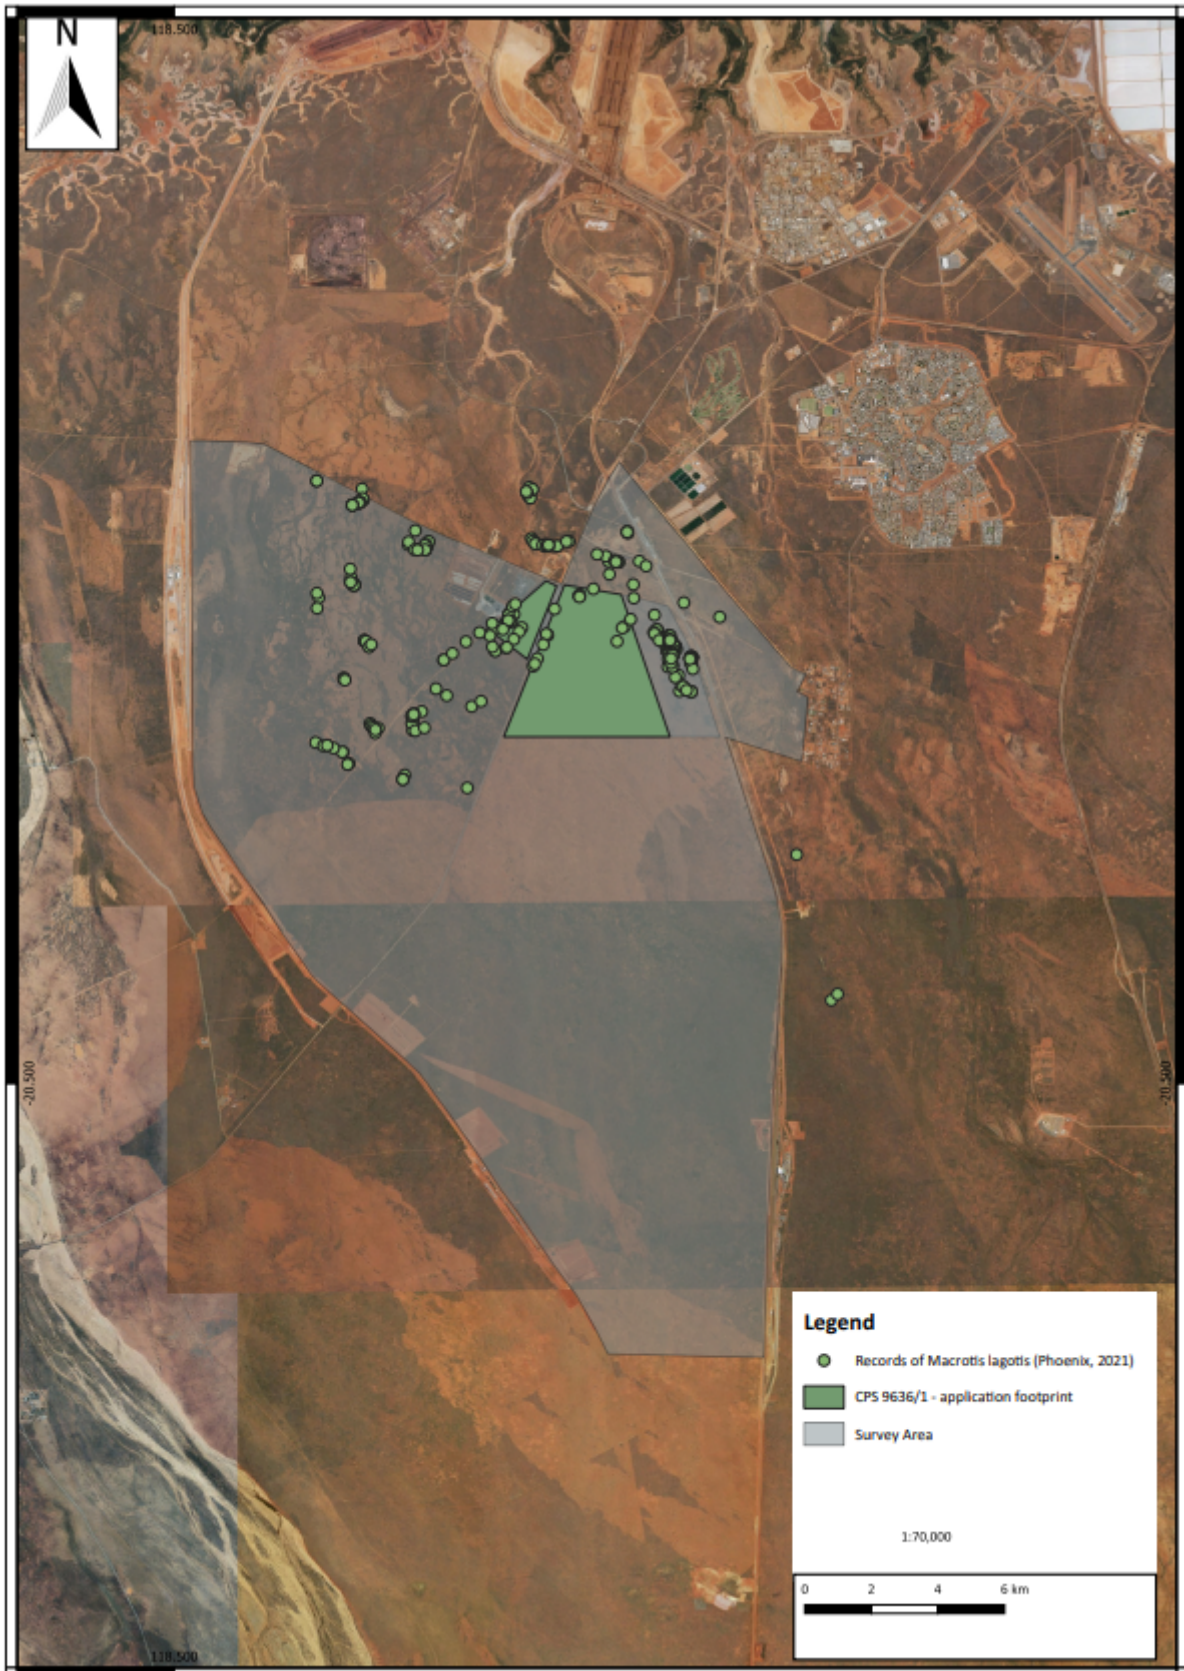 N
118.500
-20.500
-20.500
Legend
Records of Macrotis lagotis (Phoenix, 2021)
CPS 9636/1 - application footprint
Survey Area
1:70,000
0 2 4 6 km
118.500